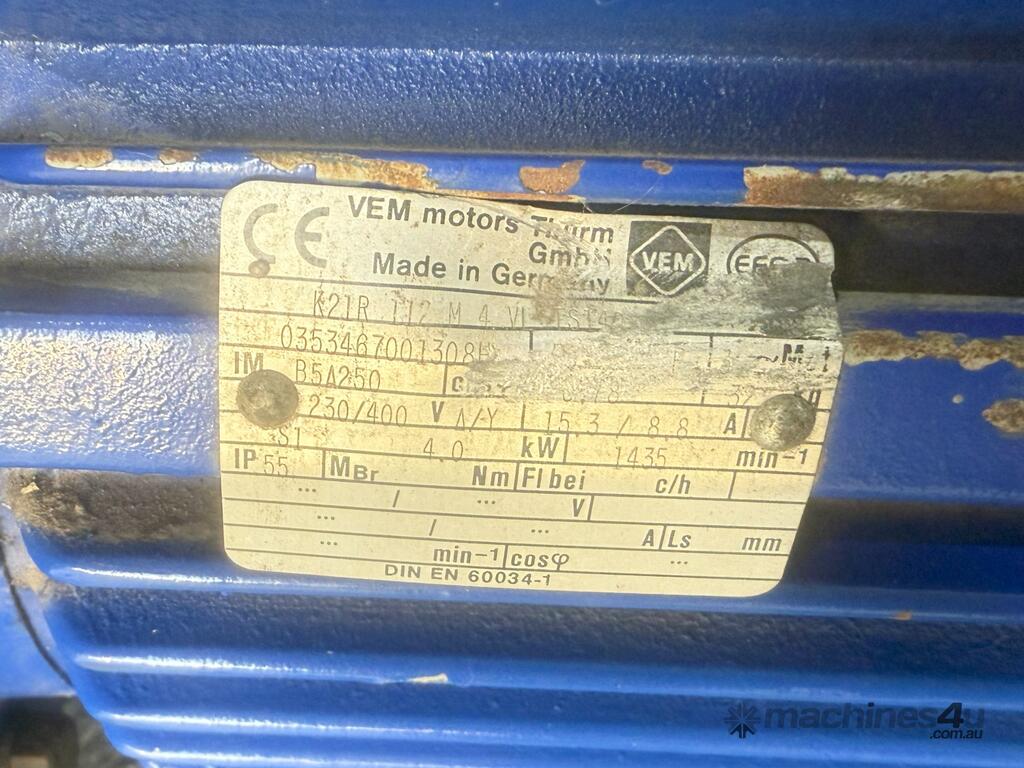 CE
VEM motors Thurm
GmbH
Made in Germany
VEM
K21R 112 M 4
0353467001308H
IM B5A250
230/400 V Δ/Y 15.3 / 8.8 A
S1 4.0 kW 1435 min-1
IP 55 MBr Nm Fl bei c/h
... / ... V
... / ... A Ls mm
... min-1 cosφ ...
DIN EN 60034-1
machines4u
.com.au